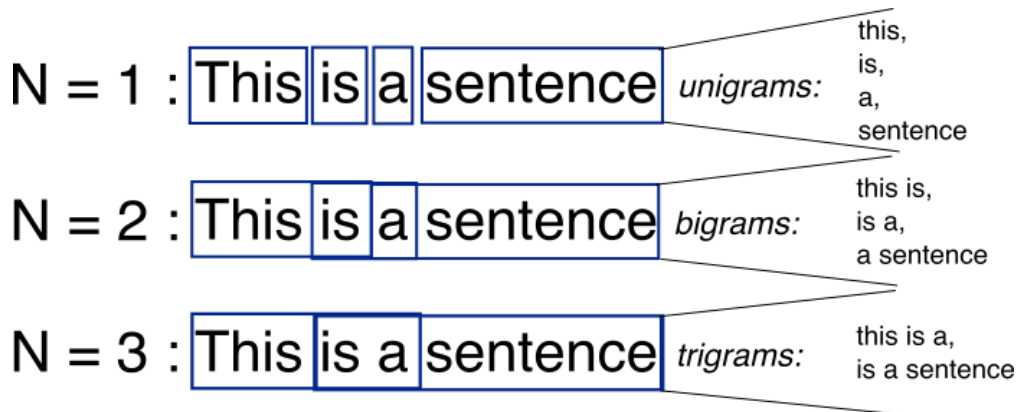 N = 1 : This is a sentence unigrams:
this,
is,
a,
sentence
N = 2 : This is a sentence bigrams:
this is,
is a,
a sentence
N = 3 : This is a sentence trigrams:
this is a,
is a sentence